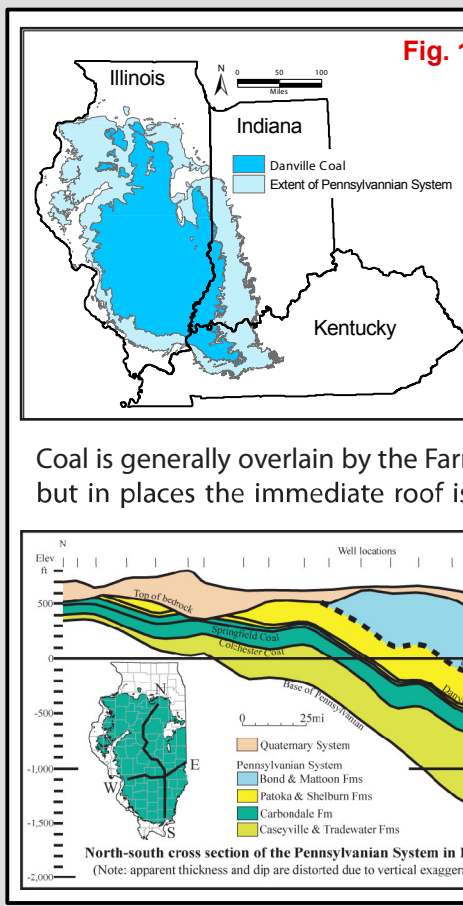 Fig. 1
Illinois
N
0 50 100
Miles
Indiana
Danville Coal
Extent of Pennsylvannian System
Kentucky
Coal is generally overlain by the Farm
but in places the immediate roof is
N
Elev
ft
Well locations
Top of bedrock
500
Springfield Coal
Colchester Coal
0
Base of Pennsylvanian
Danv
-500
N
0 25mi
Quaternary System
E
Pennsylvanian System
Bond & Mattoon Fms
-1,000
W
Patoka & Shelburn Fms
Carbondale Fm
-1,500
S
Caseyville & Tradewater Fms
North-south cross section of the Pennsylvanian System in I
-2,000
(Note: apparent thickness and dip are distorted due to vertical exagger